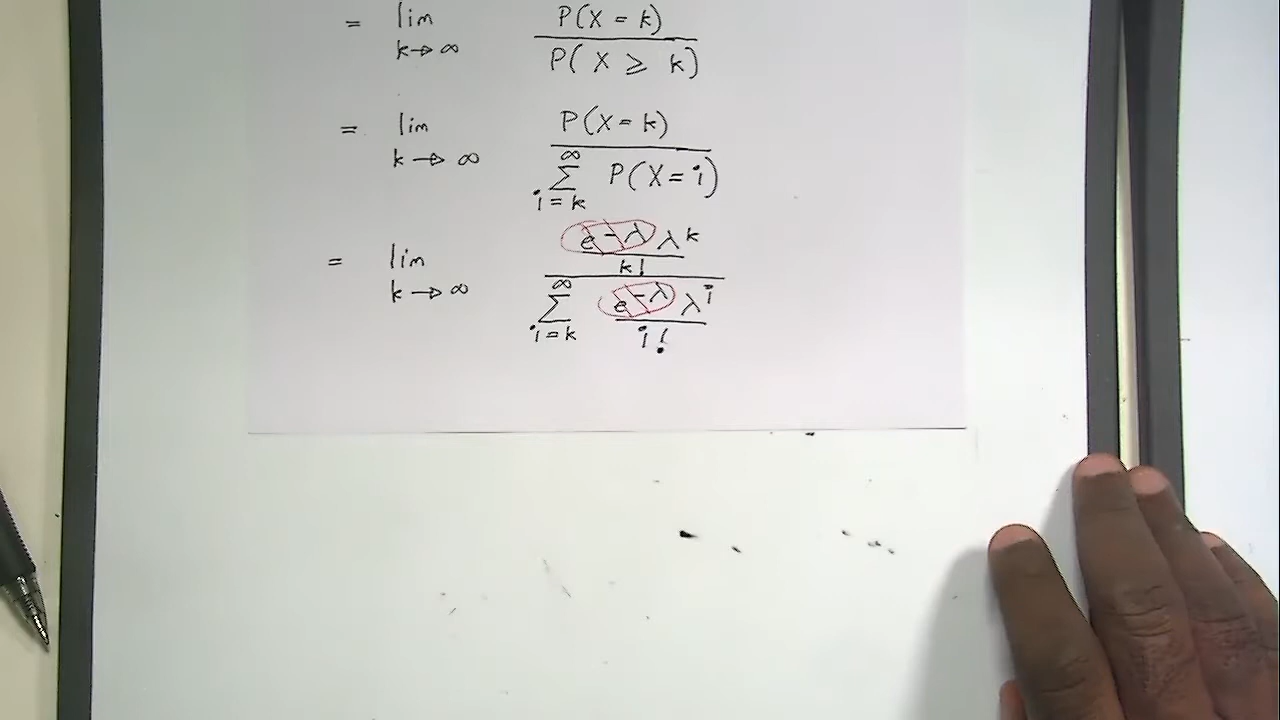 = lim P(X = k)
k→∞ P(X ≥ k)
= lim P(X = k)
k→∞ ∑ i=k ∞ P(X = i)
= lim e^-λ λ^k / k!
k→∞ ∑ i=k ∞ e^-λ λ^i / i!